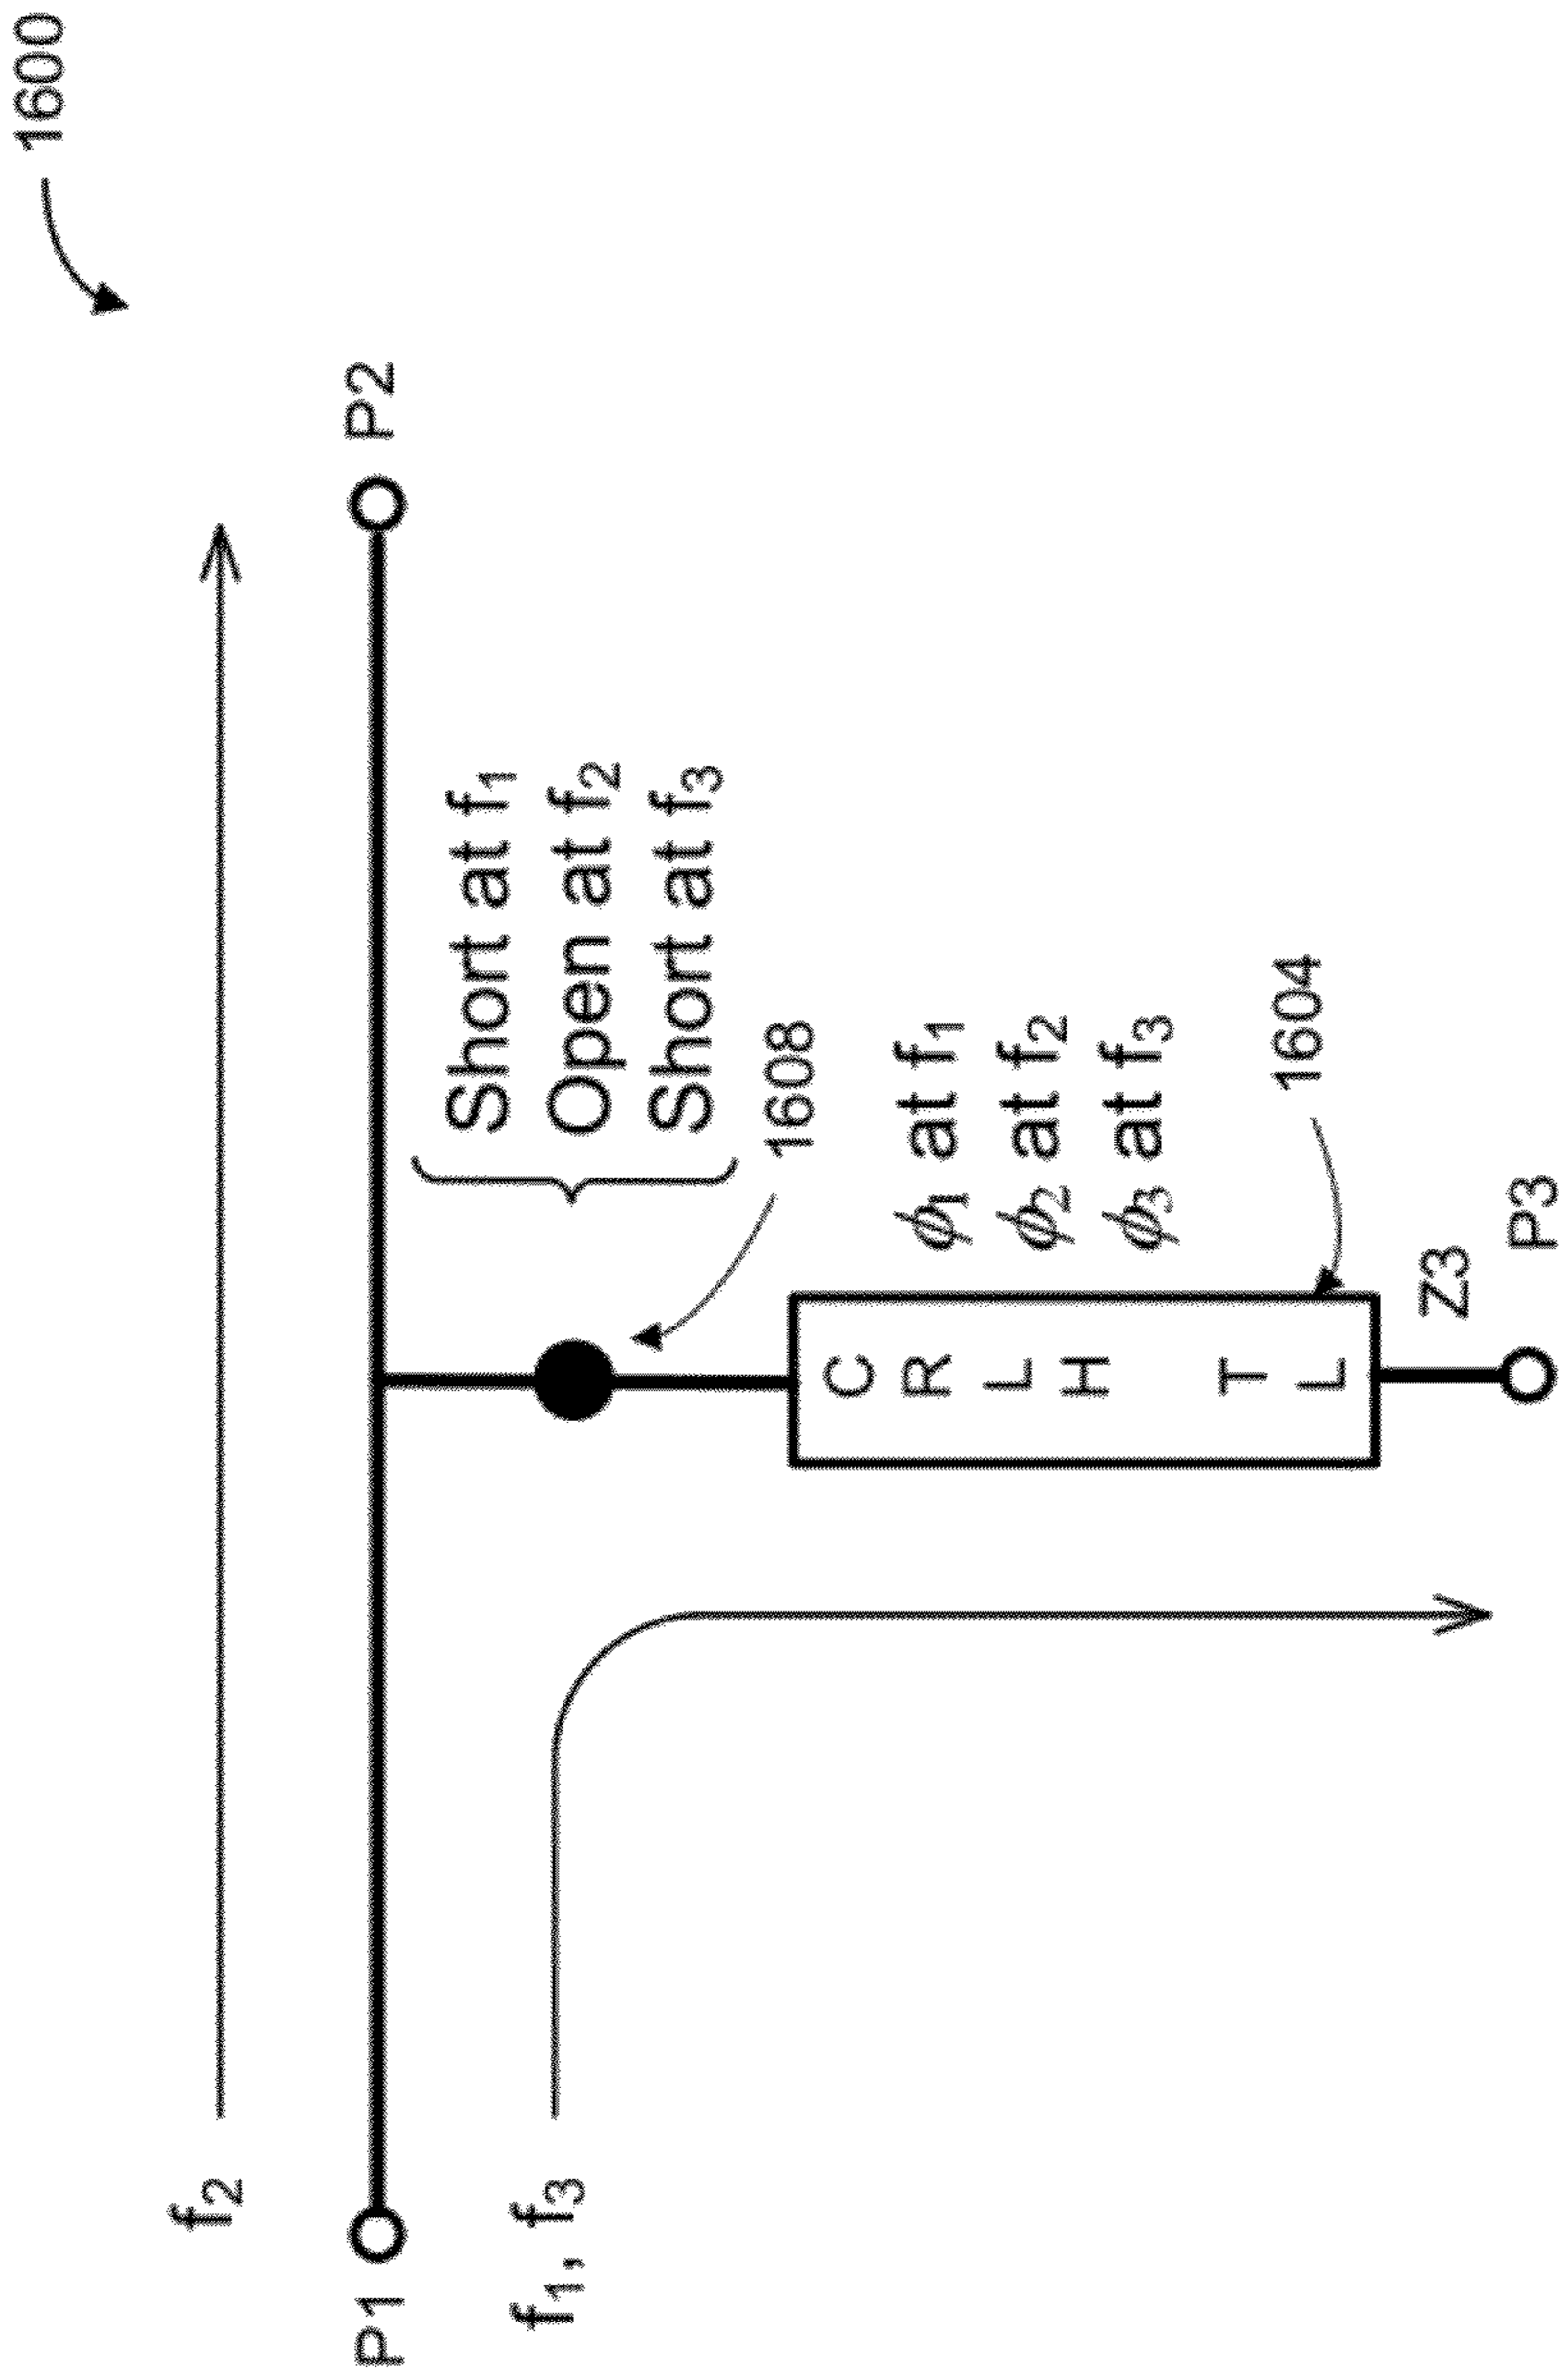 1600
f₂
P1
P2
f₁, f₃
Short at f₁
Open at f₂
Short at f₃
1608
ϕ₁ at f₁
ϕ₂ at f₂
ϕ₃ at f₃
1604
CRLH TL
Z3
P3